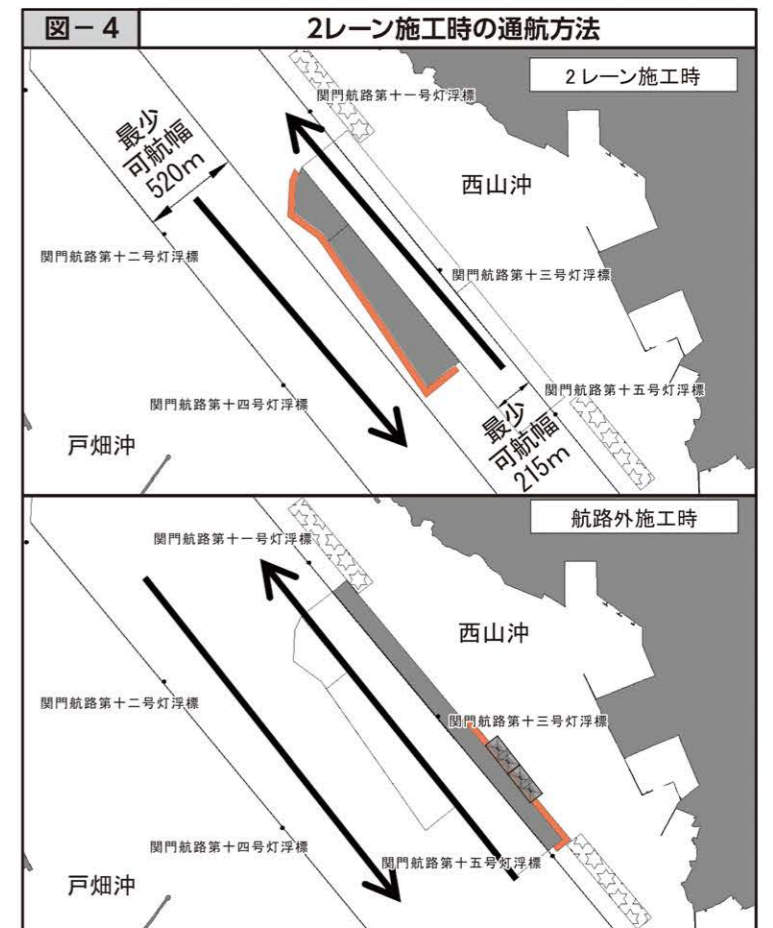 図－4
2レーン施工時の通航方法
2レーン施工時
関門航路第十一号灯浮標
最少
可航幅
520m
西山沖
関門航路第十二号灯浮標
関門航路第十三号灯浮標
関門航路第十四号灯浮標
関門航路第十五号灯浮標
最少
可航幅
215m
戸畑沖
航路外施工時
関門航路第十一号灯浮標
西山沖
関門航路第十二号灯浮標
関門航路第十三号灯浮標
関門航路第十四号灯浮標
関門航路第十五号灯浮標
戸畑沖